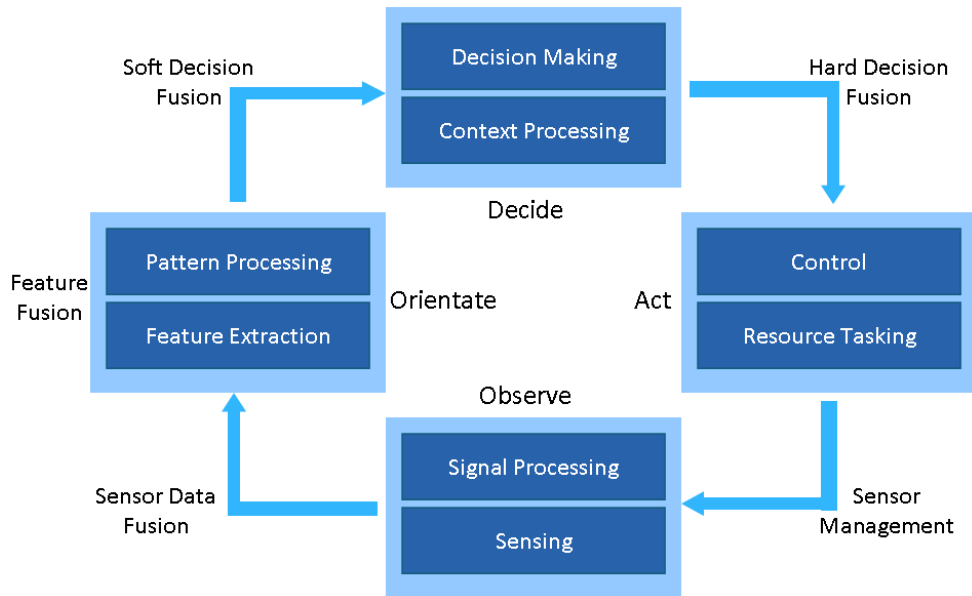 Soft Decision
Fusion
Decision Making
Context Processing
Hard Decision
Fusion
Decide
Feature
Fusion
Pattern Processing
Feature Extraction
Orientate
Act
Control
Resource Tasking
Observe
Signal Processing
Sensing
Sensor Data
Fusion
Sensor
Management